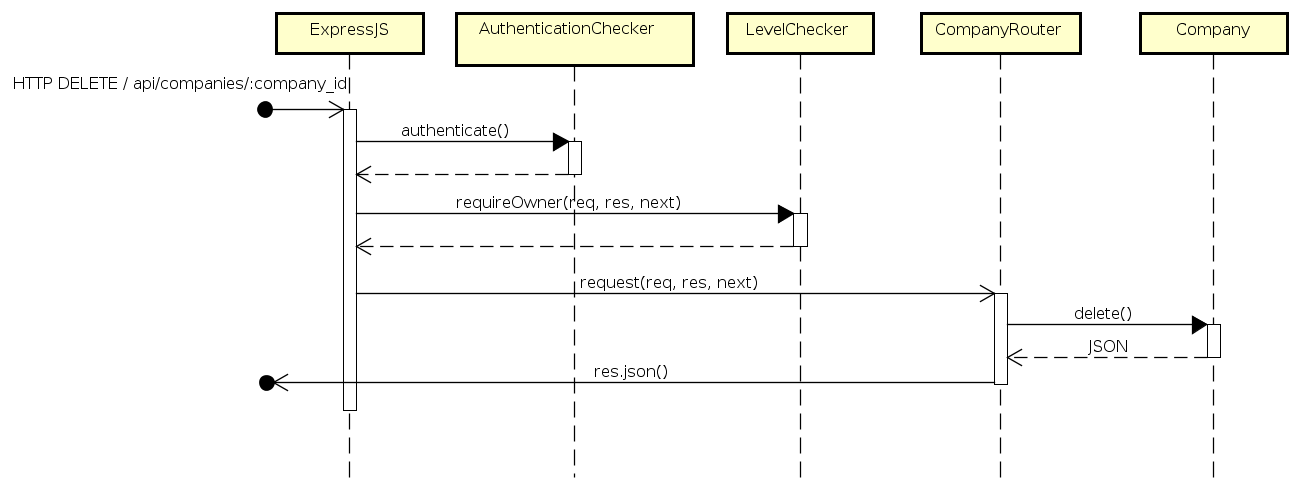 ExpressJS
AuthenticationChecker
LevelChecker
CompanyRouter
Company
HTTP DELETE / api/companies/:company_id
authenticate()
requireOwner(req, res, next)
request(req, res, next)
delete()
JSON
res.json()